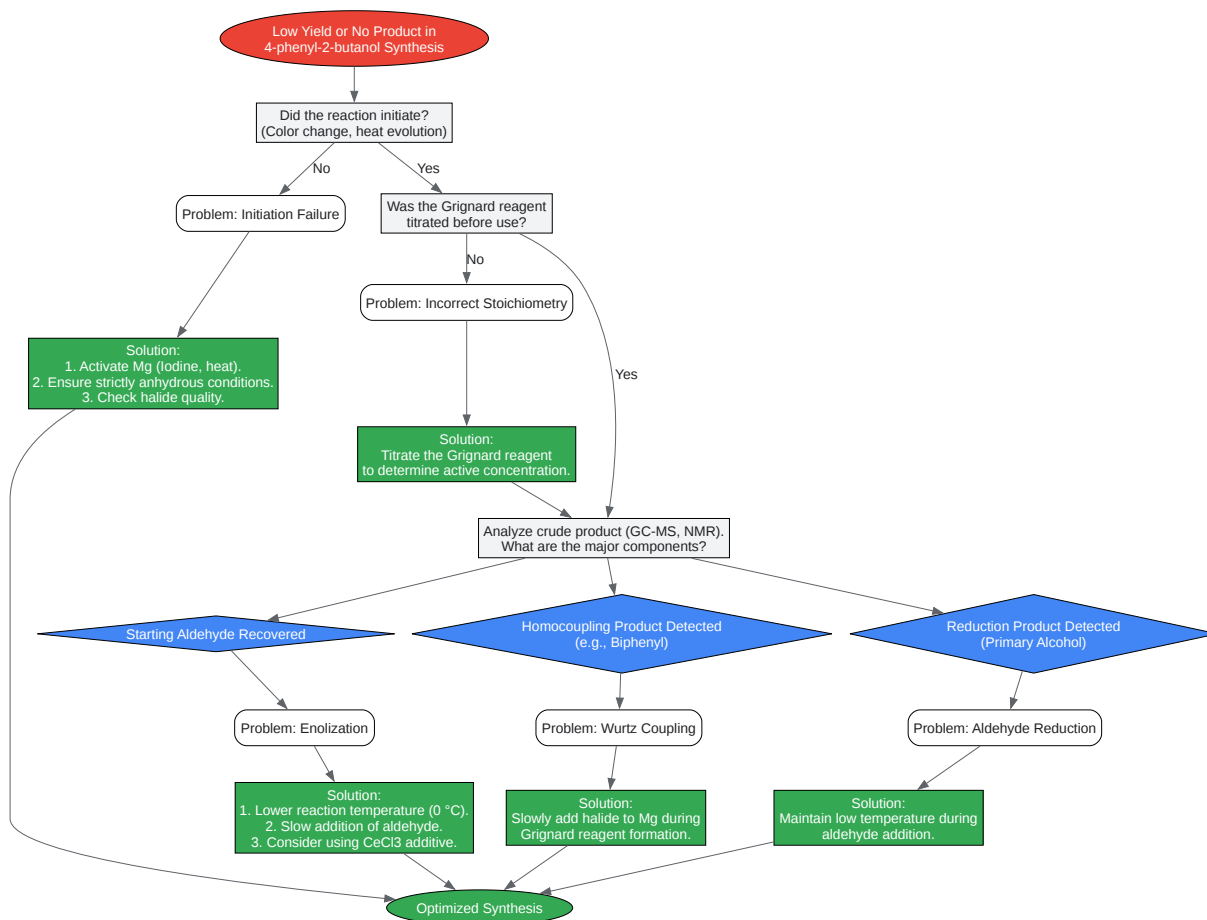 Low Yield or No Product in
4-phenyl-2-butanol Synthesis
Did the reaction initiate?
(Color change, heat evolution)
No
Yes
Problem: Initiation Failure
Was the Grignard reagent
titrated before use?
No
Problem: Incorrect Stoichiometry
Solution:
1. Activate Mg (Iodine, heat).
2. Ensure strictly anhydrous conditions.
3. Check halide quality.
Yes
Solution:
Titrate the Grignard reagent
to determine active concentration.
Analyze crude product (GC-MS, NMR).
What are the major components?
Starting Aldehyde Recovered
Homocoupling Product Detected
(e.g., Biphenyl)
Reduction Product Detected
(Primary Alcohol)
Problem: Enolization
Problem: Wurtz Coupling
Problem: Aldehyde Reduction
Solution:
1. Lower reaction temperature (0 °C).
2. Slow addition of aldehyde.
3. Consider using CeCl3 additive.
Solution:
Slowly add halide to Mg during
Grignard reagent formation.
Solution:
Maintain low temperature during
aldehyde addition.
Optimized Synthesis